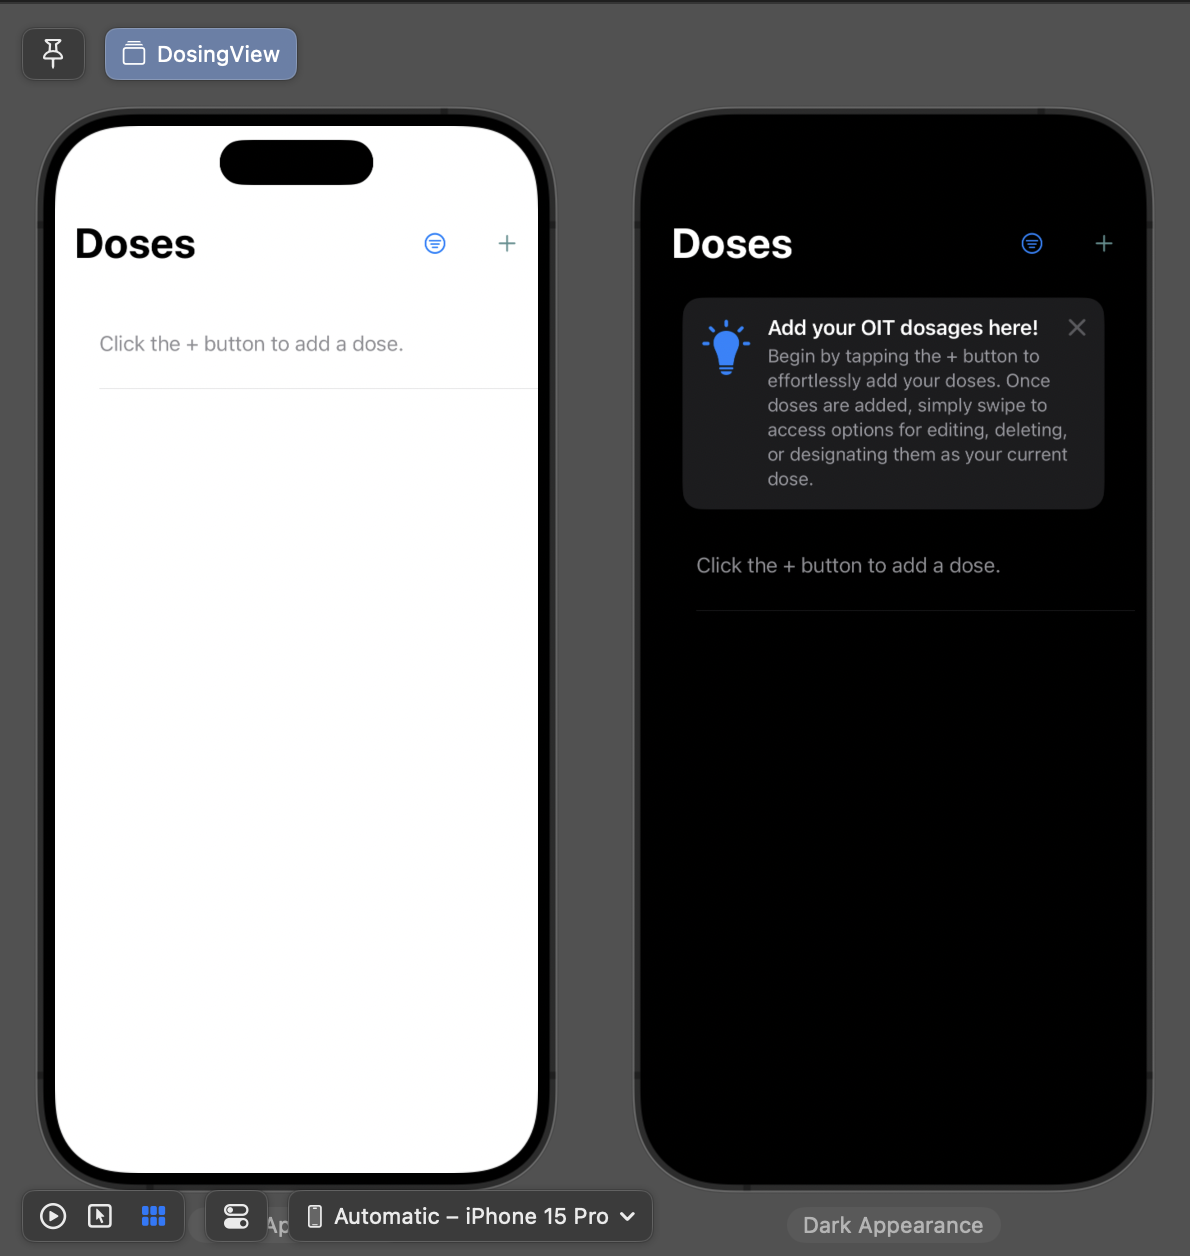 DosingView
Doses
Click the + button to add a dose.
Doses
Add your OIT dosages here!
Begin by tapping the + button to
effortlessly add your doses. Once
doses are added, simply swipe to
access options for editing, deleting,
or designating them as your current
dose.
Click the + button to add a dose.
Ap
Automatic – iPhone 15 Pro
Dark Appearance